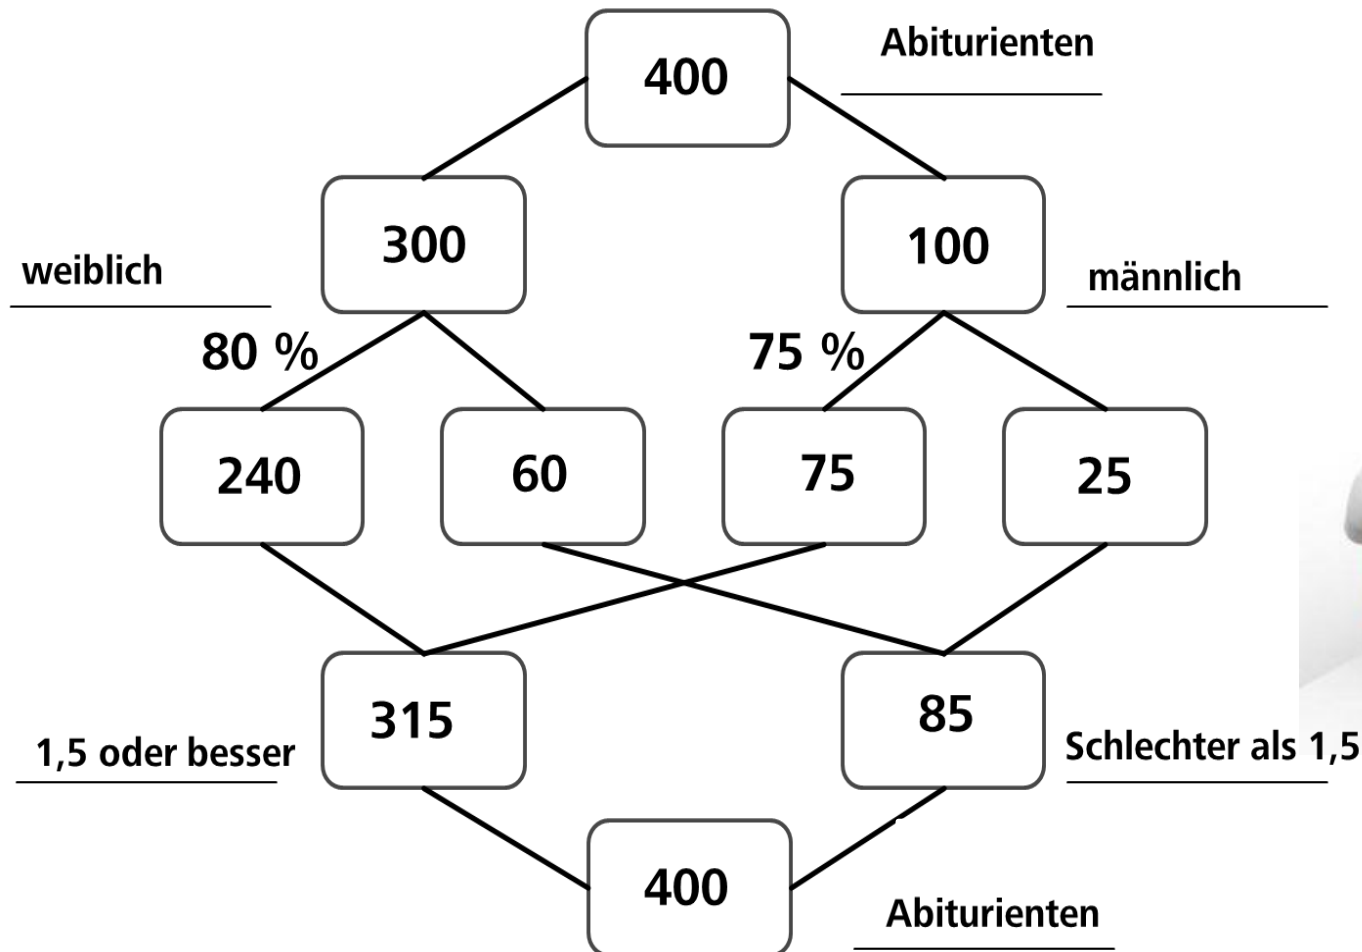 400
Abiturienten
300
100
weiblich
männlich
80 %
75 %
240
60
75
25
315
85
1,5 oder besser
Schlechter als 1,5
400
Abiturienten